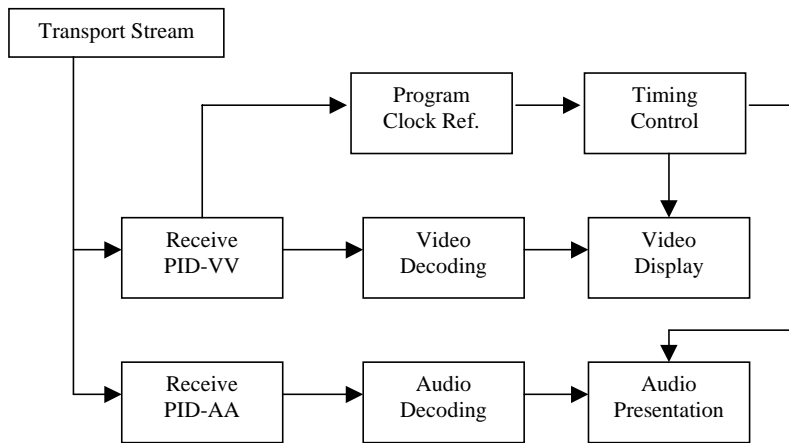 Transport Stream
Program
Clock Ref.
Timing
Control
Receive
PID-VV
Video
Decoding
Video
Display
Receive
PID-AA
Audio
Decoding
Audio
Presentation